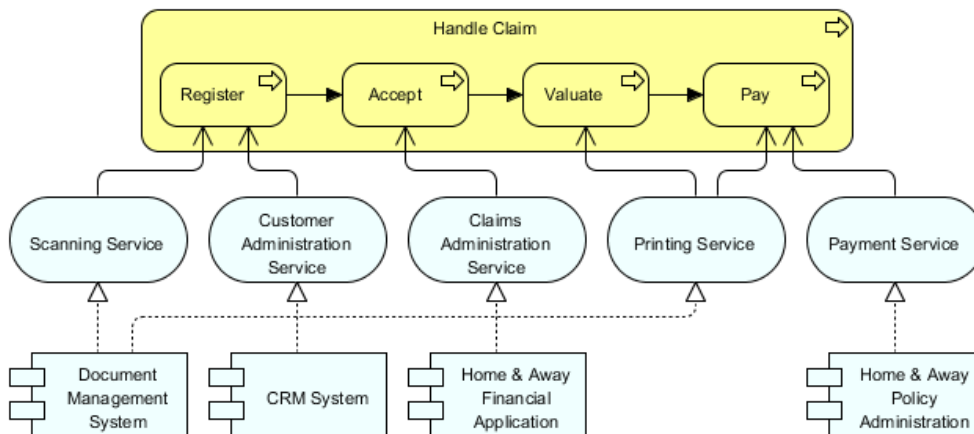 Handle Claim
Register
Accept
Valuate
Pay
Scanning Service
Customer
Administration
Service
Claims
Administration
Service
Printing Service
Payment Service
Document
Management
System
CRM System
Home & Away
Financial
Application
Home & Away
Policy
Administration